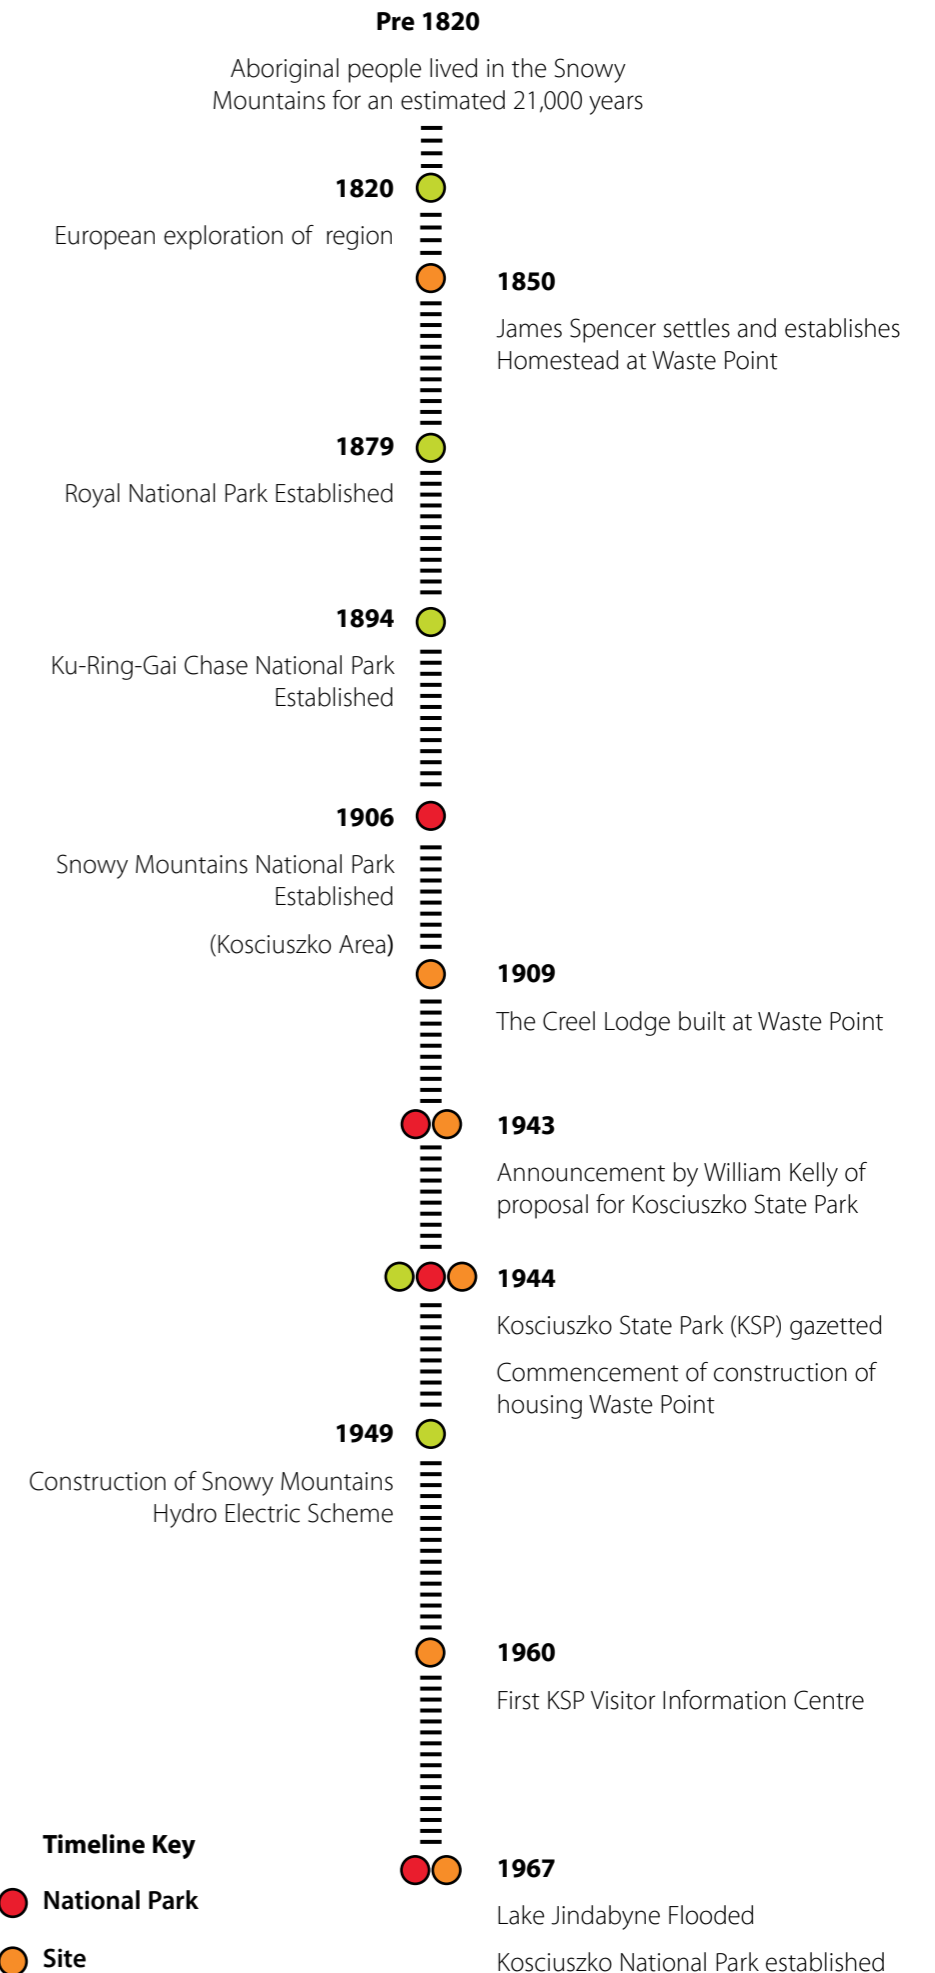 Pre 1820
Aboriginal people lived in the Snowy
Mountains for an estimated 21,000 years
1820
European exploration of region
1850
James Spencer settles and establishes
Homestead at Waste Point
1879
Royal National Park Established
1894
Ku-Ring-Gai Chase National Park
Established
1906
Snowy Mountains National Park
Established
(Kosciuszko Area)
1909
The Creel Lodge built at Waste Point
1943
Announcement by William Kelly of
proposal for Kosciuszko State Park
1944
Kosciuszko State Park (KSP) gazetted
Commencement of construction of
housing Waste Point
1949
Construction of Snowy Mountains
Hydro Electric Scheme
1960
First KSP Visitor Information Centre
1967
Lake Jindabyne Flooded
Kosciuszko National Park established
Timeline Key
National Park
Site